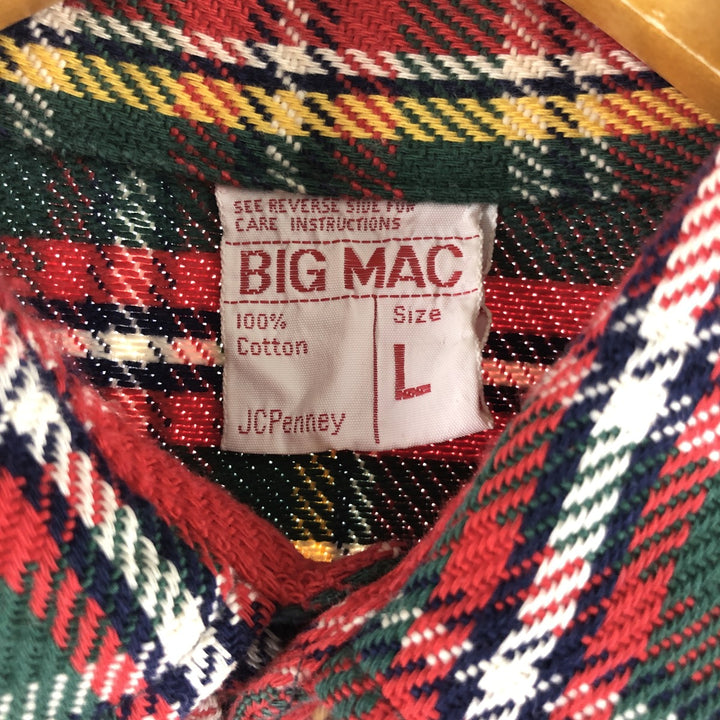 SEE REVERSE SIDE FOR
CARE INSTRUCTIONS
BIG MAC
100%
Cotton
JCPenney
Size
L